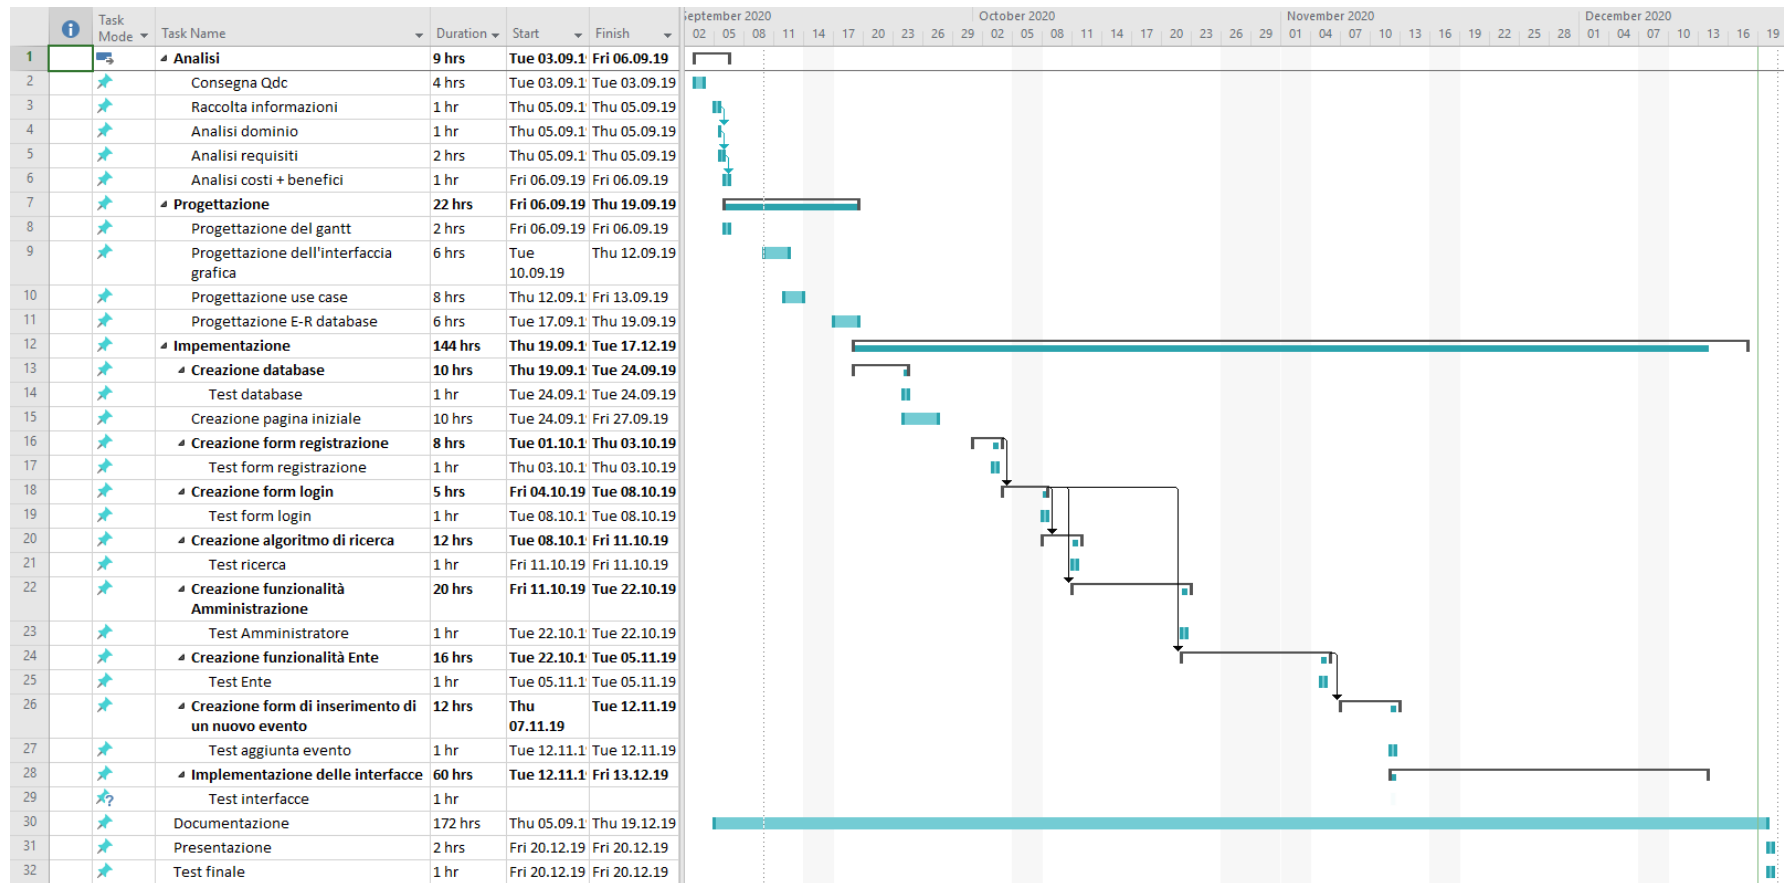 September 2020 October 2020 November 2020 December 2020
Task Mode Task Name Duration Start Finish 02 05 08 11 14 17 20 23 26 29 02 05 08 11 14 17 20 23 26 29 01 04 07 10 13 16 19 22 25 28 01 04 07 10 13 16 19
1 Analisi 9 hrs Tue 03.09.1 Fri 06.09.19
2 Consegna Qdc 4 hrs Tue 03.09.1 Tue 03.09.19
3 Raccolta informazioni 1 hr Thu 05.09.1 Thu 05.09.19
4 Analisi dominio 1 hr Thu 05.09.1 Thu 05.09.19
5 Analisi requisiti 2 hrs Thu 05.09.1 Thu 05.09.19
6 Analisi costi + benefici 1 hr Fri 06.09.19 Fri 06.09.19
7 Progettazione 22 hrs Fri 06.09.19 Thu 19.09.19
8 Progettazione del gantt 2 hrs Fri 06.09.19 Fri 06.09.19
9 Progettazione dell'interfaccia grafica 6 hrs Tue 10.09.19 Thu 12.09.19
10 Progettazione use case 8 hrs Thu 12.09.1 Fri 13.09.19
11 Progettazione E-R database 6 hrs Tue 17.09.1 Thu 19.09.19
12 Impementazione 144 hrs Thu 19.09.1 Tue 17.12.19
13 Creazione database 10 hrs Thu 19.09.1 Tue 24.09.19
14 Test database 1 hr Tue 24.09.1 Tue 24.09.19
15 Creazione pagina iniziale 10 hrs Tue 24.09.1 Fri 27.09.19
16 Creazione form registrazione 8 hrs Tue 01.10.1 Thu 03.10.19
17 Test form registrazione 1 hr Thu 03.10.1 Thu 03.10.19
18 Creazione form login 5 hrs Fri 04.10.19 Tue 08.10.19
19 Test form login 1 hr Tue 08.10.1 Tue 08.10.19
20 Creazione algoritmo di ricerca 12 hrs Tue 08.10.1 Fri 11.10.19
21 Test ricerca 1 hr Fri 11.10.19 Fri 11.10.19
22 Creazione funzionalità Amministrazione 20 hrs Fri 11.10.19 Tue 22.10.19
23 Test Amministratore 1 hr Tue 22.10.1 Tue 22.10.19
24 Creazione funzionalità Ente 16 hrs Tue 22.10.1 Tue 05.11.19
25 Test Ente 1 hr Tue 05.11.1 Tue 05.11.19
26 Creazione form di inserimento di un nuovo evento 12 hrs Thu 07.11.19 Tue 12.11.19
27 Test aggiunta evento 1 hr Tue 12.11.1 Tue 12.11.19
28 Implementazione delle interfacce 60 hrs Tue 12.11.1 Fri 13.12.19
29 Test interfacce 1 hr
30 Documentazione 172 hrs Thu 05.09.1 Thu 19.12.19
31 Presentazione 2 hrs Fri 20.12.19 Fri 20.12.19
32 Test finale 1 hr Fri 20.12.19 Fri 20.12.19